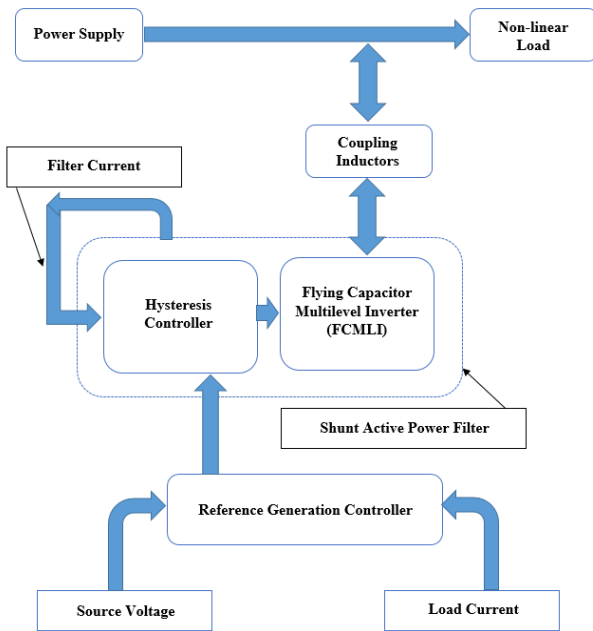 Power Supply
Non-linear
Load
Coupling
Inductors
Filter Current
Hysteresis
Controller
Flying Capacitor
Multilevel Inverter
(FCMLI)
Shunt Active Power Filter
Reference Generation Controller
Source Voltage
Load Current